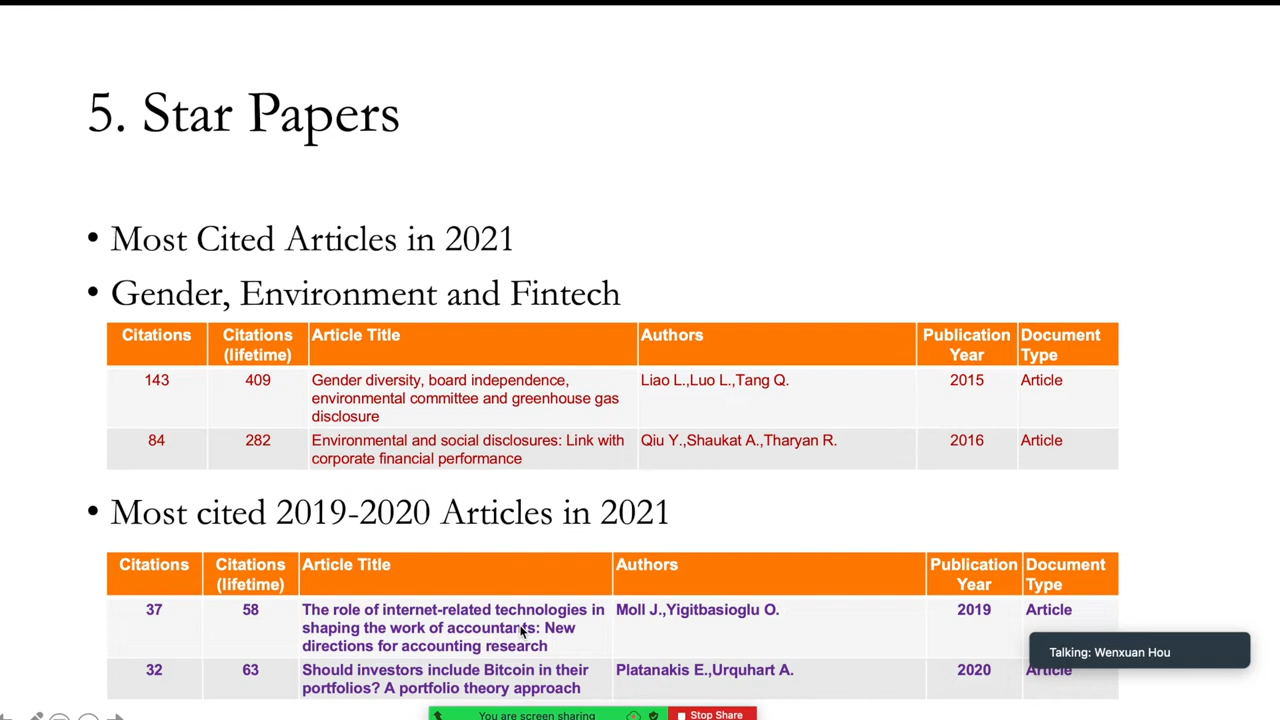 5. Star Papers
• Most Cited Articles in 2021
• Gender, Environment and Fintech
Citations Citations Article Title Authors Publication Document
(lifetime) Year Type
143 409 Gender diversity, board independence, Liao L.,Luo L.,Tang Q. 2015 Article
environmental committee and greenhouse gas
disclosure
84 282 Environmental and social disclosures: Link with Qiu Y.,Shaukat A.,Tharyan R. 2016 Article
corporate financial performance
• Most cited 2019-2020 Articles in 2021
Citations Citations Article Title Authors Publication Document
(lifetime) Year Type
37 58 The role of internet-related technologies in Moll J.,Yigitbasioglu O. 2019 Article
shaping the work of accountants: New
directions for accounting research
Talking: Wenxuan Hou
32 63 Should investors include Bitcoin in their Platanakis E.,Urquhart A. 2020 Article
portfolios? A portfolio theory approach
You are screen sharing Stop Share